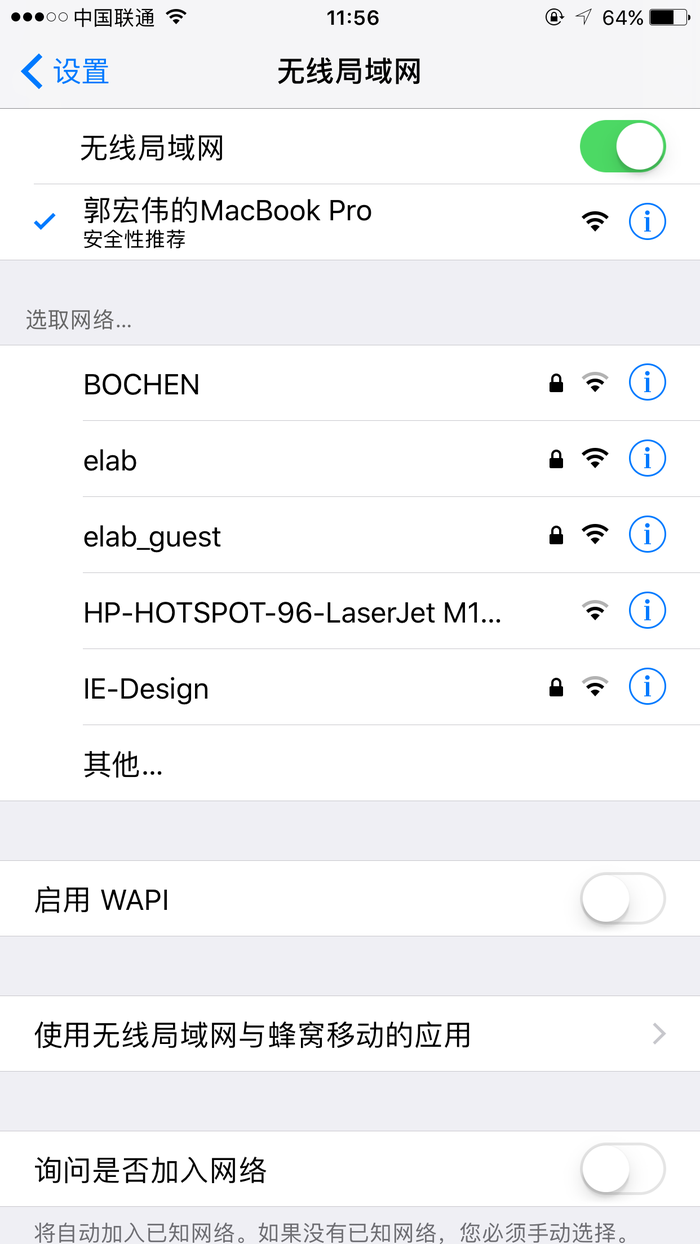 中国联通 11:56 64%
设置 无线局域网
无线局域网
郭宏伟的MacBook Pro
安全性推荐
选取网络...
BOCHEN
elab
elab_guest
HP-HOTSPOT-96-LaserJet M1...
IE-Design
其他...
启用 WAPI
使用无线局域网与蜂窝移动的应用
询问是否加入网络
将自动加入已知网络。如果没有已知网络，您必须手动选择。